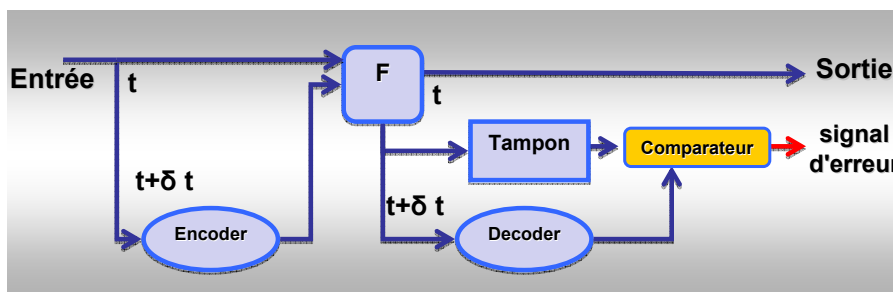 Entrée
t
F
t
Sortie
Tampon
Comparateur
signal
d'erreur
t+δ t
Encoder
t+δ t
Decoder